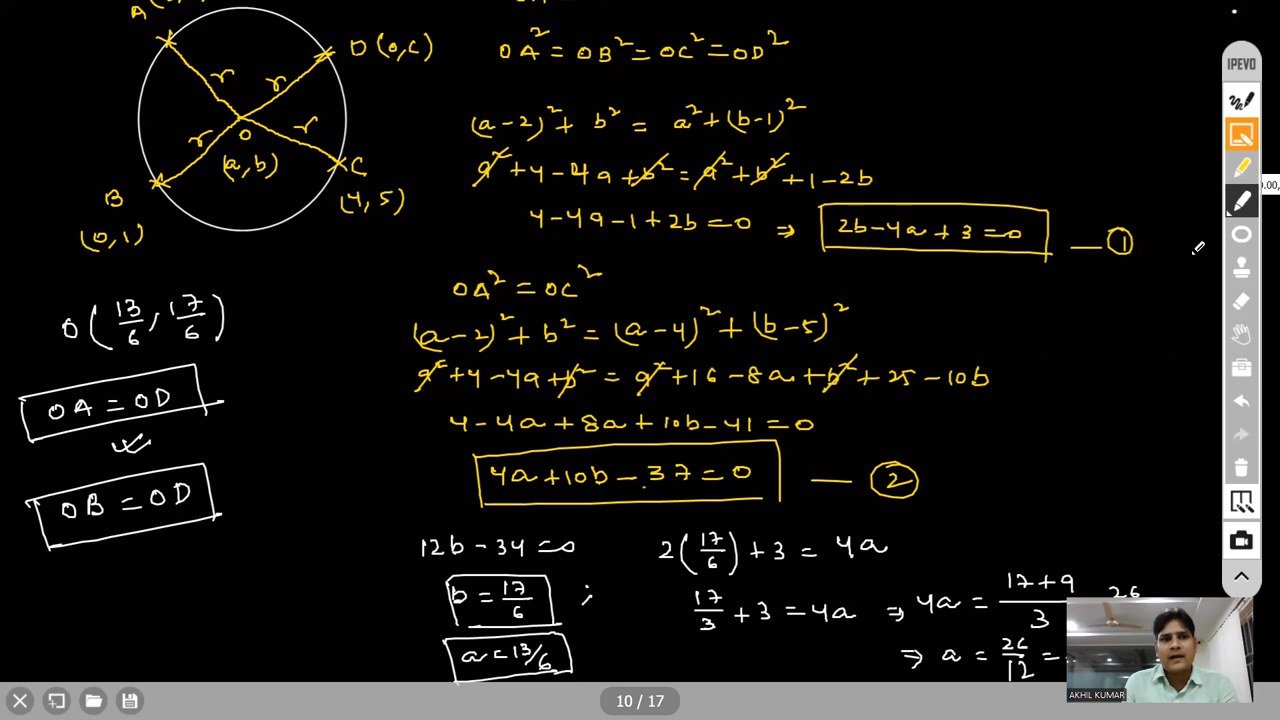 A(
D (0,c)
O
(a,b)
r
r
r
r
C
(4,5)
B
(0,1)
OA² = OB² = OC² = OD²
(a-2)² + b² = a² + (b-1)²
a² + 4 - 4a + b² = a² + b² + 1 - 2b
4 - 4a - 1 + 2b = 0 ⇒ 2b - 4a + 3 = 0 — ①
OA² = OC²
(a-2)² + b² = (a-4)² + (b-5)²
a² + 4 - 4a + b² = a² + 16 - 8a + b² + 25 - 10b
4 - 4a + 8a + 10b - 41 = 0
4a + 10b - 37 = 0 — ②
12b - 34 = 0
b = 17/6 ;
a = 13/6
2(17/6) + 3 = 4a
17/3 + 3 = 4a ⇒ 4a = (17+9)/3
26
⇒ a = 26/12 =
O(13/6, 17/6)
OA = OD
OB = OD
IPEVO
0.00,
10 / 17
AKHIL KUMAR